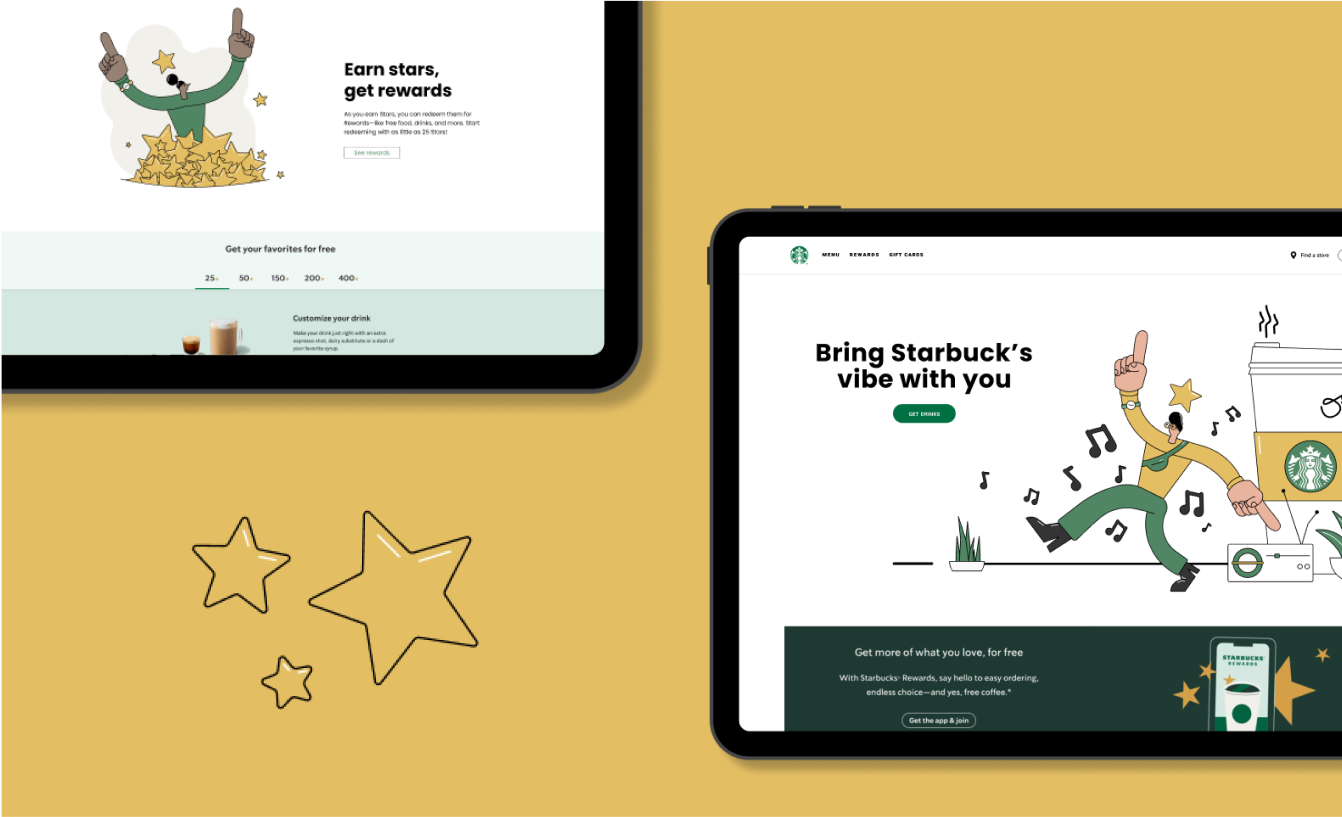 Earn stars,
get rewards
As you earn Stars, you can redeem them for
Rewards—like free food, drinks, and more. Start
redeeming with as little as 25 Stars!
See rewards
Get your favorites for free
25★ 50★ 150★ 200★ 400★
Customize your drink
Make your drink just right with an extra
espresso shot, dairy substitute or a dash of
your favorite syrup.
MENU REWARDS GIFT CARDS
Find a store
Bring Starbuck’s
vibe with you
GET DRINKS
Get more of what you love, for free
With Starbucks® Rewards, say hello to easy ordering,
endless choice—and yes, free coffee.*
Get the app & join
STARBUCKS
REWARDS